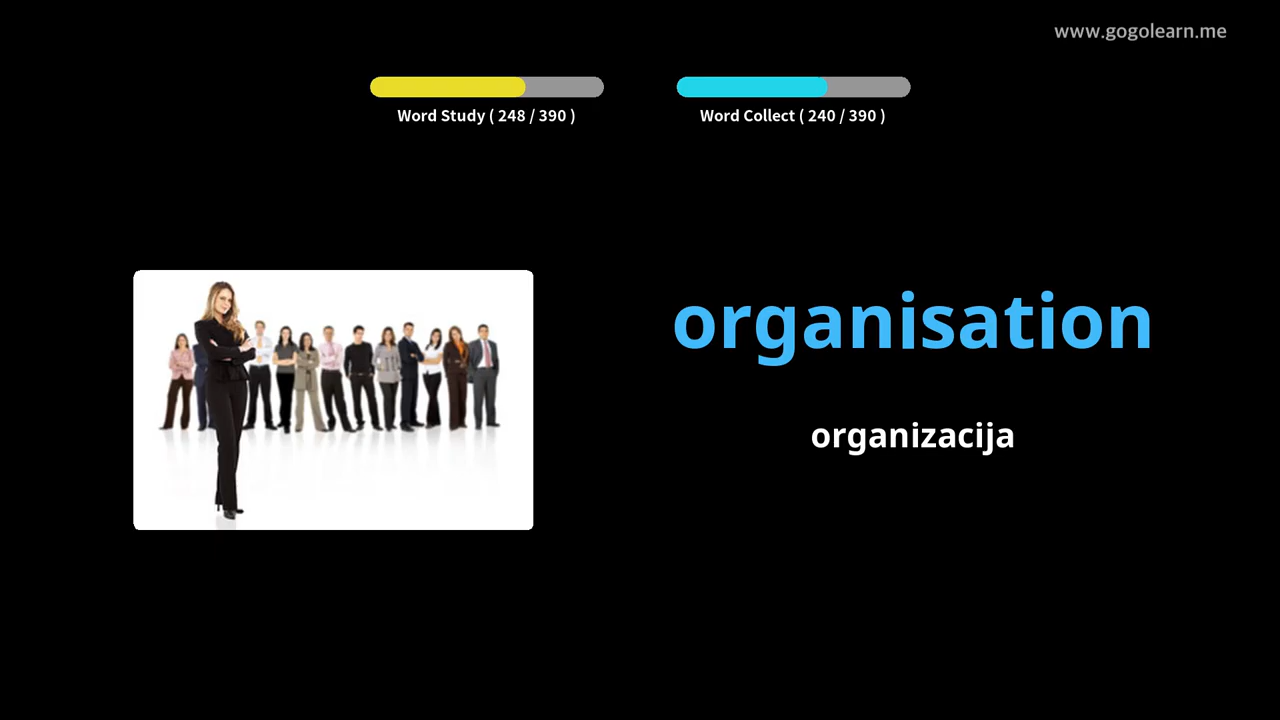 www.gogolearn.me
Word Study ( 248 / 390 )
Word Collect ( 240 / 390 )
organisation
organizacija